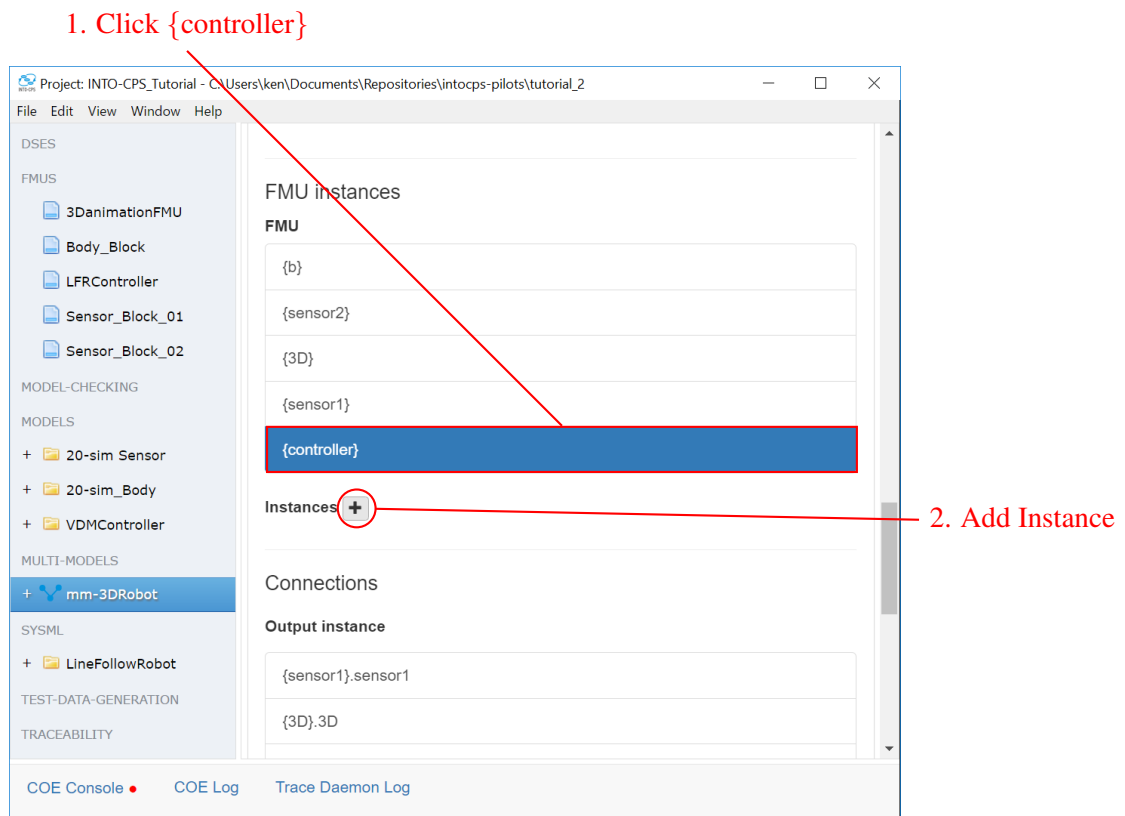 1. Click {controller}
Project: INTO-CPS_Tutorial - C:\Users\ken\Documents\Repositories\intocps-pilots\tutorial_2
File Edit View Window Help
DSES
FMUS
3DanimationFMU
Body_Block
LFRController
Sensor_Block_01
Sensor_Block_02
MODEL-CHECKING
MODELS
+ 20-sim Sensor
+ 20-sim_Body
+ VDMController
MULTI-MODELS
+ mm-3DRobot
SYSML
+ LineFollowRobot
TEST-DATA-GENERATION
TRACEABILITY
FMU instances
FMU
{b}
{sensor2}
{3D}
{sensor1}
{controller}
Instances +
2. Add Instance
Connections
Output instance
{sensor1}.sensor1
{3D}.3D
COE Console COE Log Trace Daemon Log